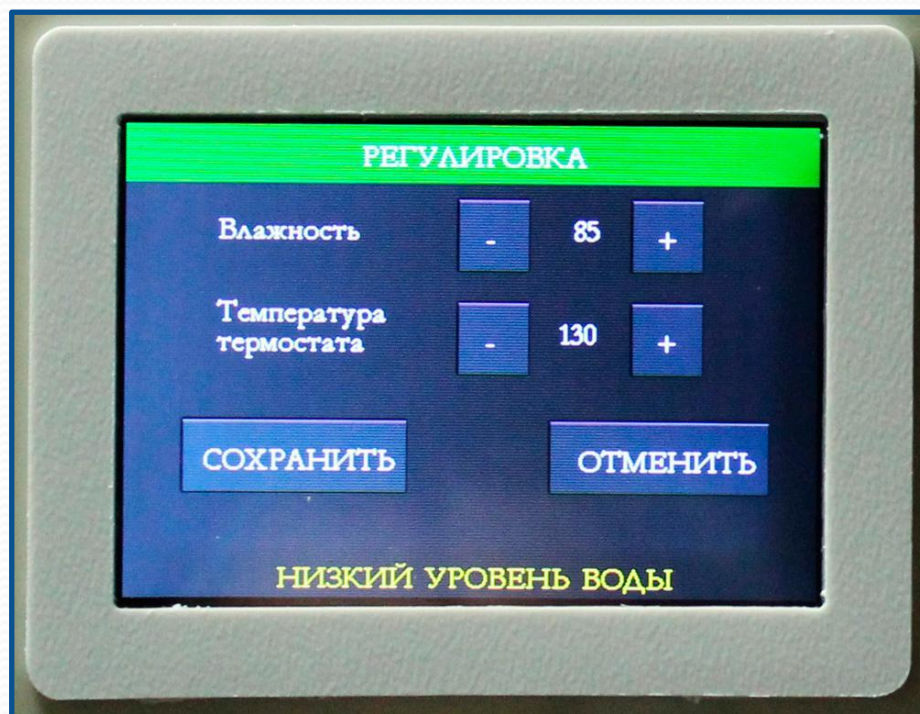 РЕГУЛИРОВКА
Влажность - 85 +
Температура
термостата - 130 +
СОХРАНИТЬ ОТМЕНИТЬ
НИЗКИЙ УРОВЕНЬ ВОДЫ